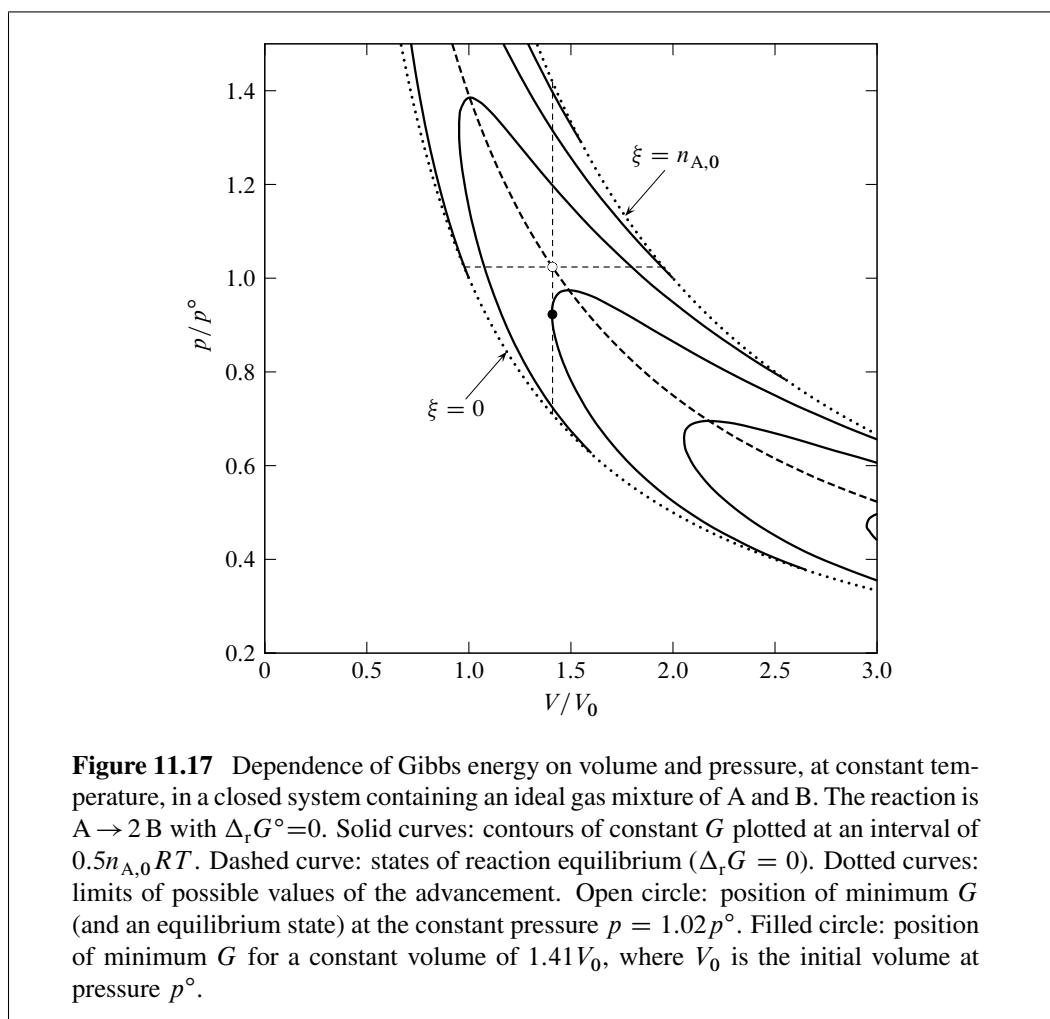 1.4
1.2
1.0
0.8
0.6
0.4
0.2
p/p°
ξ = n_A,0
ξ = 0
0 0.5 1.0 1.5 2.0 2.5 3.0
V/V_0
Figure 11.17 Dependence of Gibbs energy on volume and pressure, at constant tem-
perature, in a closed system containing an ideal gas mixture of A and B. The reaction is
A → 2 B with Δ_rG°=0. Solid curves: contours of constant G plotted at an interval of
0.5n_A,0RT. Dashed curve: states of reaction equilibrium (Δ_rG = 0). Dotted curves:
limits of possible values of the advancement. Open circle: position of minimum G
(and an equilibrium state) at the constant pressure p = 1.02p°. Filled circle: position
of minimum G for a constant volume of 1.41V_0, where V_0 is the initial volume at
pressure p°.